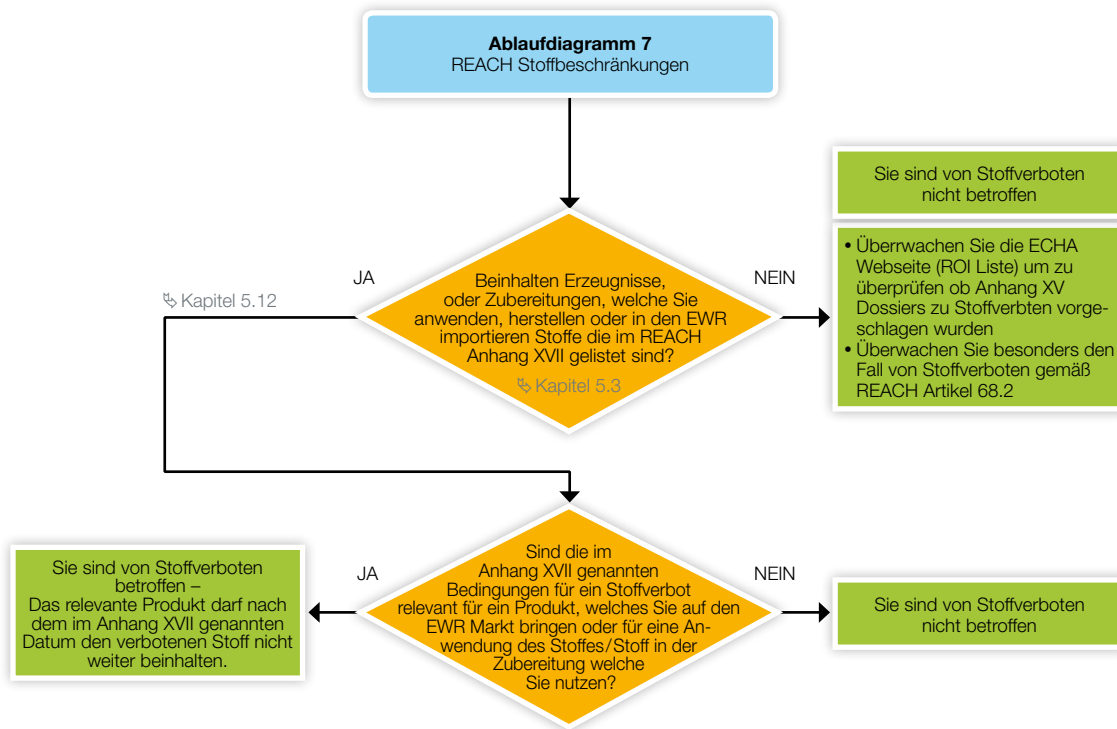 Ablaufdiagramm 7
REACH Stoffbeschränkungen
Sie sind von Stoffverboten
nicht betroffen
• Überrwachen Sie die ECHA
Webseite (ROI Liste) um zu
überprüfen ob Anhang XV
Dossiers zu Stoffverbten vorge-
schlagen wurden
• Überwachen Sie besonders den
Fall von Stoffverboten gemäß
REACH Artikel 68.2
JA
NEIN
Beinhalten Erzeugnisse,
oder Zubereitungen, welche Sie
anwenden, herstellen oder in den EWR
importieren Stoffe die im REACH
Anhang XVII gelistet sind?
Kapitel 5.3
Kapitel 5.12
Sie sind von Stoffverboten
betroffen –
Das relevante Produkt darf nach
dem im Anhang XVII genannten
Datum den verbotenen Stoff nicht
weiter beinhalten.
JA
Sind die im
Anhang XVII genannten
Bedingungen für ein Stoffverbot
relevant für ein Produkt, welches Sie auf den
EWR Markt bringen oder für eine An-
wendung des Stoffes/Stoff in der
Zubereitung welche
Sie nutzen?
NEIN
Sie sind von Stoffverboten
nicht betroffen